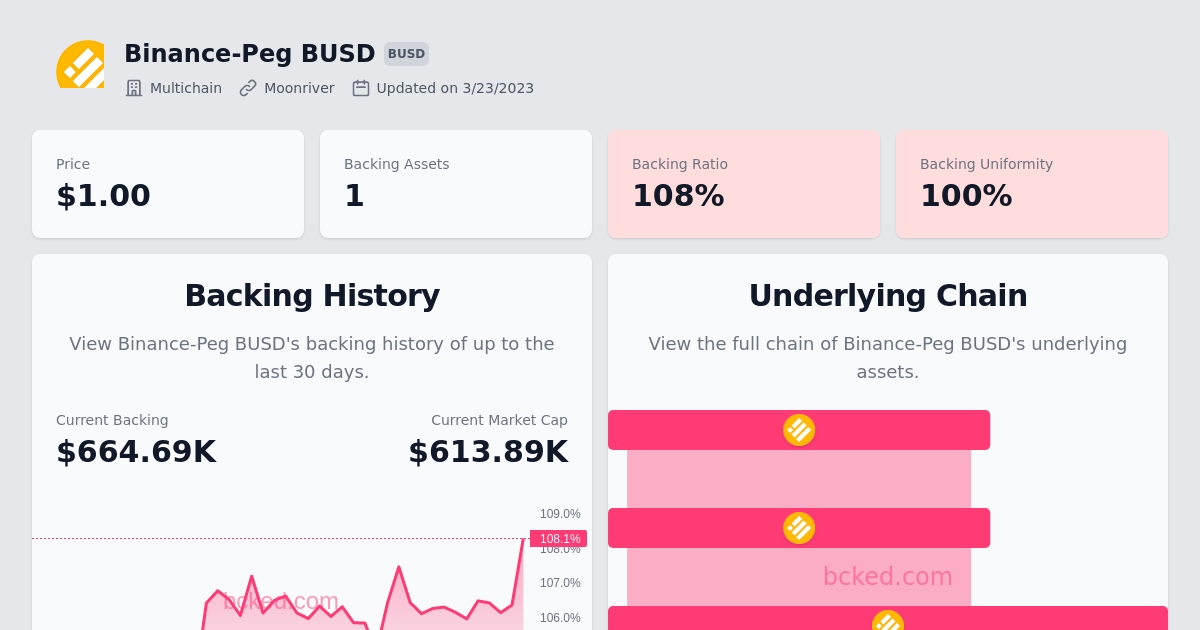 Binance-Peg BUSD BUSD
Multichain Moonriver Updated on 3/23/2023
Price
$1.00
Backing Assets
1
Backing Ratio
108%
Backing Uniformity
100%
Backing History
View Binance-Peg BUSD's backing history of up to the
last 30 days.
Current Backing
$664.69K
Current Market Cap
$613.89K
109.0%
108.1%
108.0%
107.0%
106.0%
bcked.com
Underlying Chain
View the full chain of Binance-Peg BUSD's underlying
assets.
bcked.com